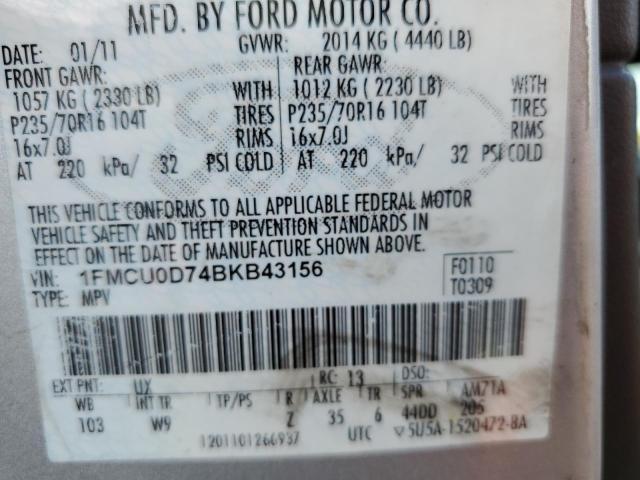 MFD. BY FORD MOTOR CO.
DATE: 01/11 GVWR: 2014 KG ( 4440 LB)
FRONT GAWR: REAR GAWR:
1057 KG ( 2330 LB) WITH 1012 KG ( 2230 LB) WITH
P235/70R16 104T TIRES P235/70R16 104T TIRES
16x7.0J RIMS 16x7.0J RIMS
AT 220 kPa/ 32 PSI COLD AT 220 kPa/ 32 PSI COLD
THIS VEHICLE CONFORMS TO ALL APPLICABLE FEDERAL MOTOR
VEHICLE SAFETY AND THEFT PREVENTION STANDARDS IN
EFFECT ON THE DATE OF MANUFACTURE SHOWN ABOVE.
VIN: 1FMCU0D74BKB43156 F0110
TYPE: MPV T0309
EXT PNT: UX RC: 13 DSO:
WB INT TR TP/PS R AXLE TR SPR AM71A
103 W9 Z 35 6 4400 205
1201101260937 UTC ▽5U5A-1520472-BA